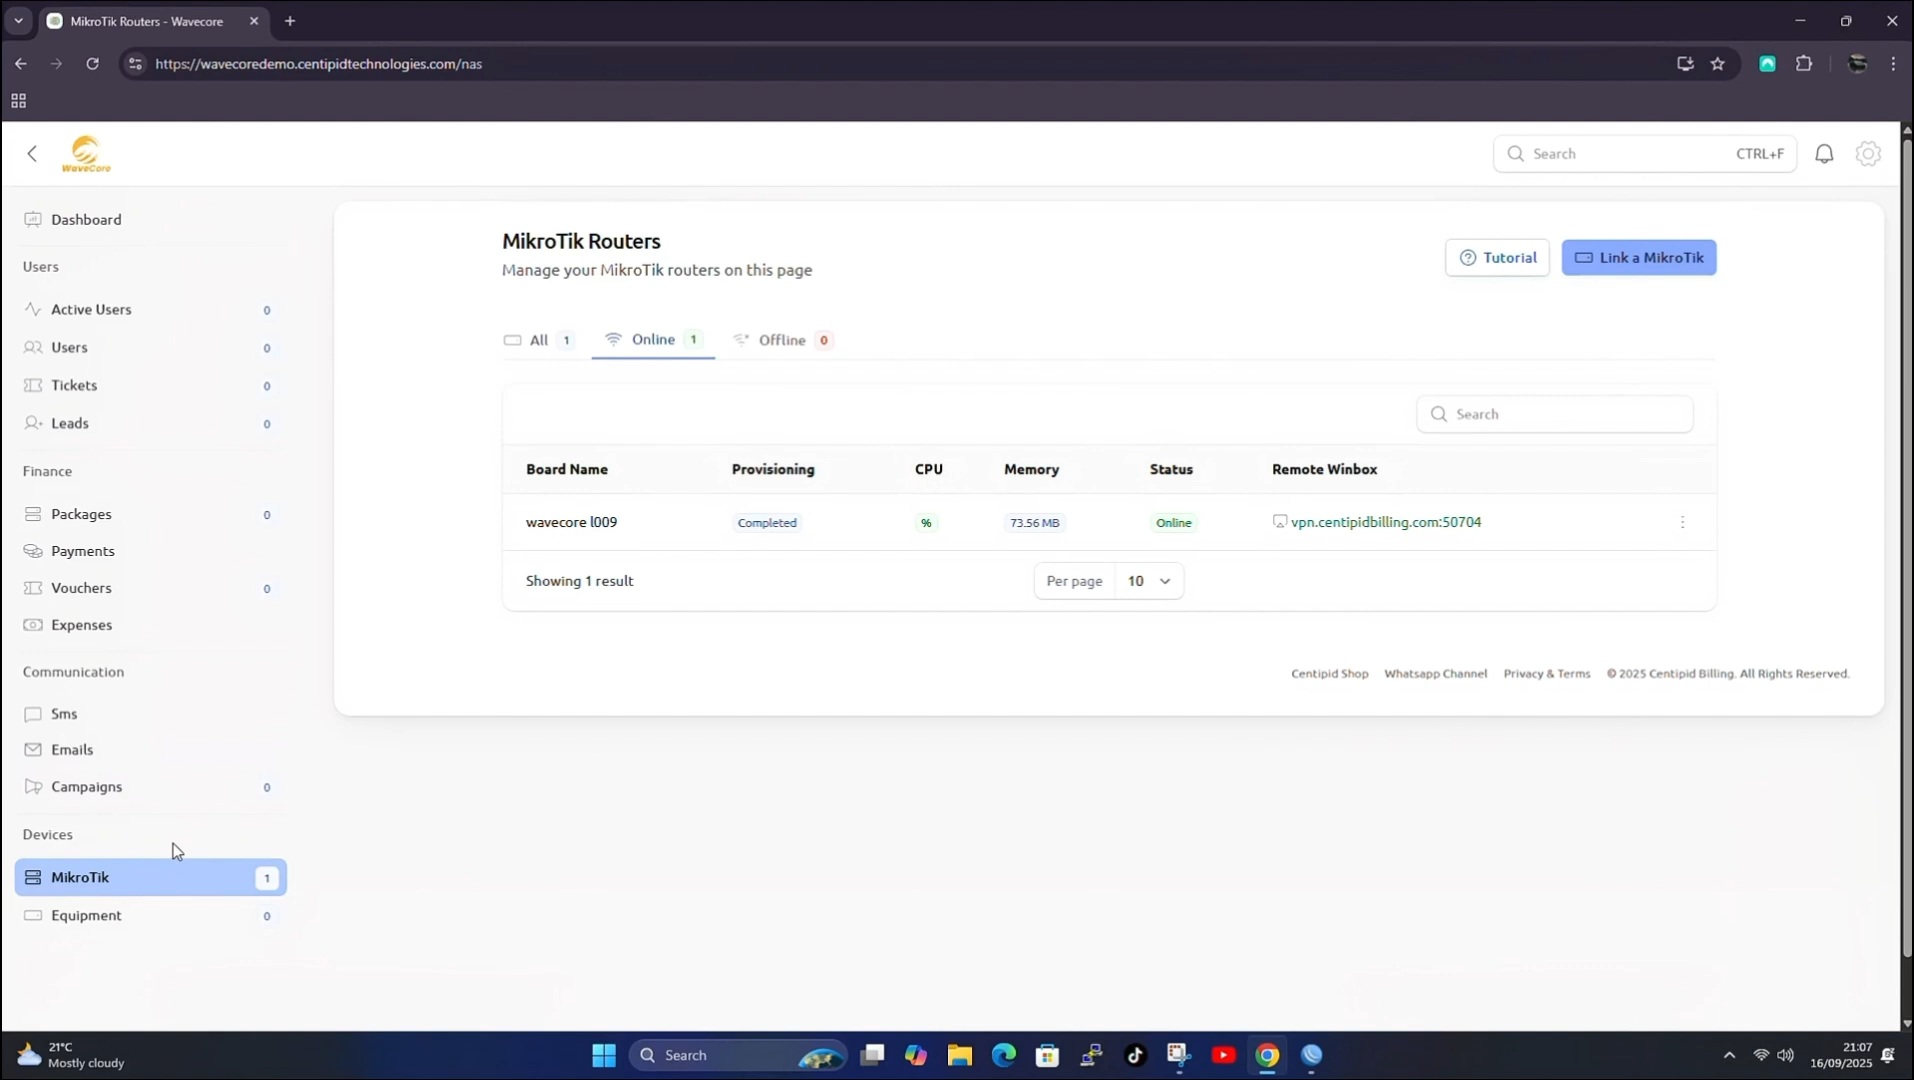 MikroTik Routers - Wavecore
https://wavecoredemo.centipidtechnologies.com/nas
WaveCore
Search CTRL+F
Dashboard
Users
Active Users 0
Users 0
Tickets 0
Leads 0
Finance
Packages 0
Payments
Vouchers 0
Expenses
Communication
Sms
Emails
Campaigns 0
Devices
MikroTik 1
Equipment 0
MikroTik Routers
Manage your MikroTik routers on this page
Tutorial
Link a MikroTik
All 1 Online 1 Offline 0
Search
Board Name Provisioning CPU Memory Status Remote Winbox
wavecore l009 Completed % 73.56 MB Online vpn.centipidbilling.com:50704
Showing 1 result
Per page 10
Centipid Shop Whatsapp Channel Privacy & Terms © 2025 Centipid Billing. All Rights Reserved.
21°C
Mostly cloudy
Search
21:07
16/09/2025